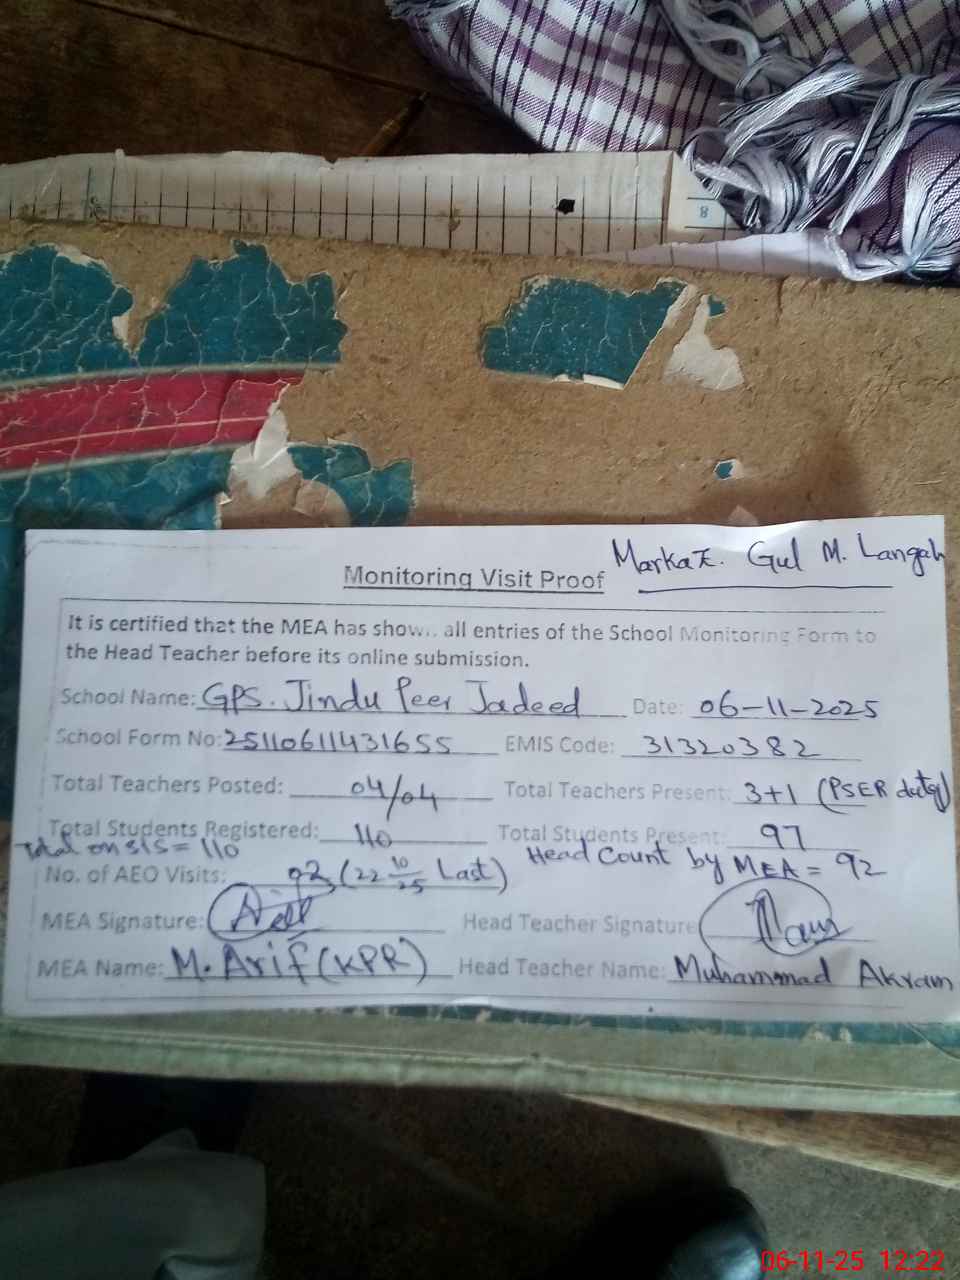 8
Markaz. Gul M. Langah
Monitoring Visit Proof
It is certified that the MEA has shown all entries of the School Monitoring Form to
the Head Teacher before its online submission.
School Name: GPS. Jindu Peer Jadeed Date: 06-11-2025
School Form No: 25110611431655 EMIS Code: 31320382
Total Teachers Posted: 04/04 Total Teachers Present: 3+1 (PSER duty)
Total Students Registered: 110 Total Students Present: 97
Total on SIS = 110 Head Count by MEA = 92
No. of AEO Visits: 02 (22 10/25 Last)
MEA Signature: Head Teacher Signature
MEA Name: M. Arif (KPR) Head Teacher Name: Muhammad Akram
06-11-25 12:22